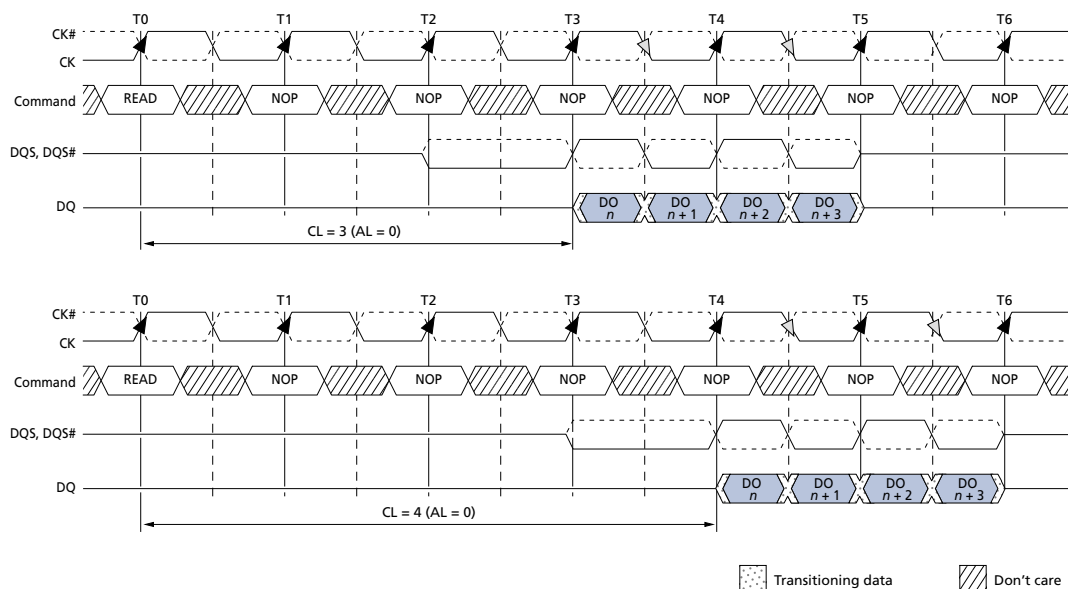 T0 T1 T2 T3 T4 T5 T6
CK#
CK
Command READ NOP NOP NOP NOP NOP NOP
DQS, DQS#
DQ DO n DO n + 1 DO n + 2 DO n + 3
CL = 3 (AL = 0)
T0 T1 T2 T3 T4 T5 T6
CK#
CK
Command READ NOP NOP NOP NOP NOP NOP
DQS, DQS#
DQ DO n DO n + 1 DO n + 2 DO n + 3
CL = 4 (AL = 0)
Transitioning data Don't care